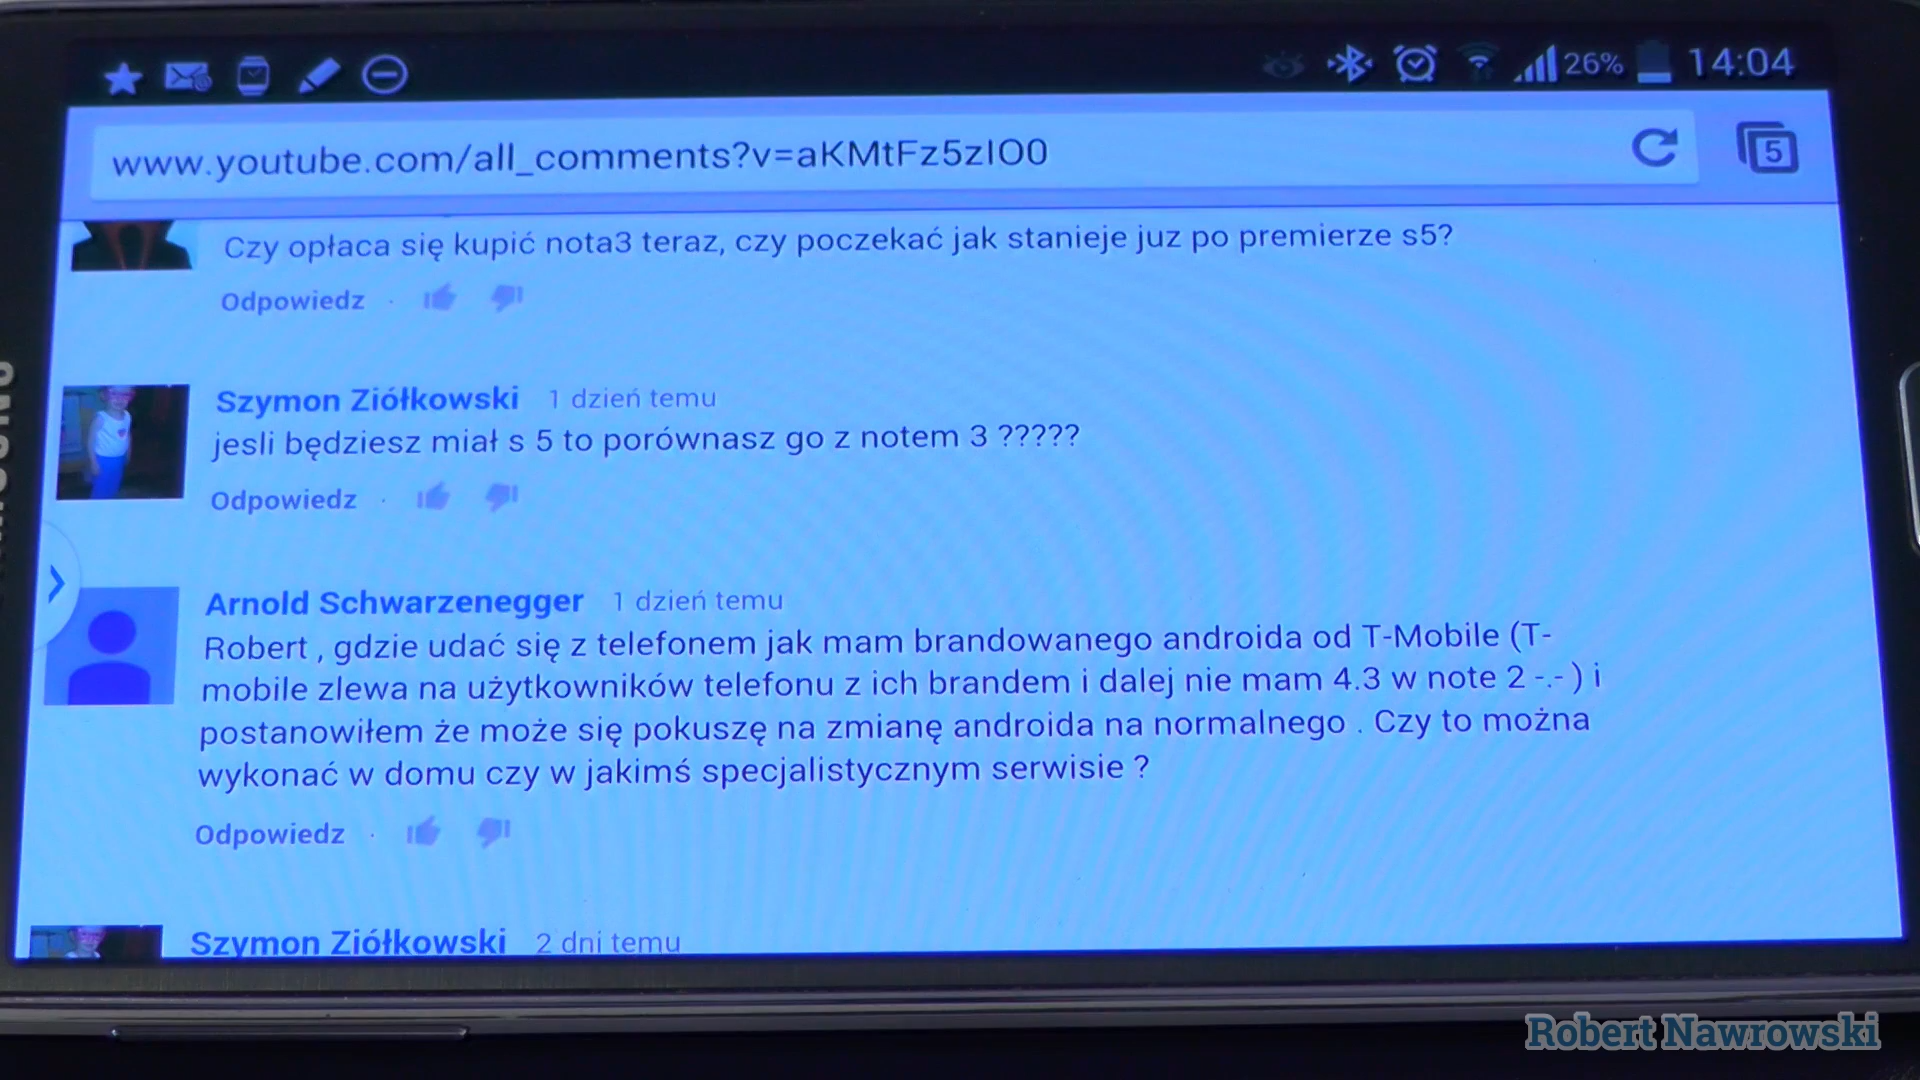 26% 14:04
www.youtube.com/all_comments?v=aKMtFz5zIO0
5
Czy opłaca się kupić nota3 teraz, czy poczekać jak stanieje juz po premierze s5?
Odpowiedz ·
Szymon Ziółkowski 1 dzień temu
jesli będziesz miał s 5 to porównasz go z notem 3 ?????
Odpowiedz ·
Arnold Schwarzenegger 1 dzień temu
Robert , gdzie udać się z telefonem jak mam brandowanego androida od T-Mobile (T-
mobile zlewa na użytkowników telefonu z ich brandem i dalej nie mam 4.3 w note 2 -.- ) i
postanowiłem że może się pokuszę na zmianę androida na normalnego . Czy to można
wykonać w domu czy w jakimś specjalistycznym serwisie ?
Odpowiedz ·
Szymon Ziółkowski 2 dni temu
Robert Nawrowski